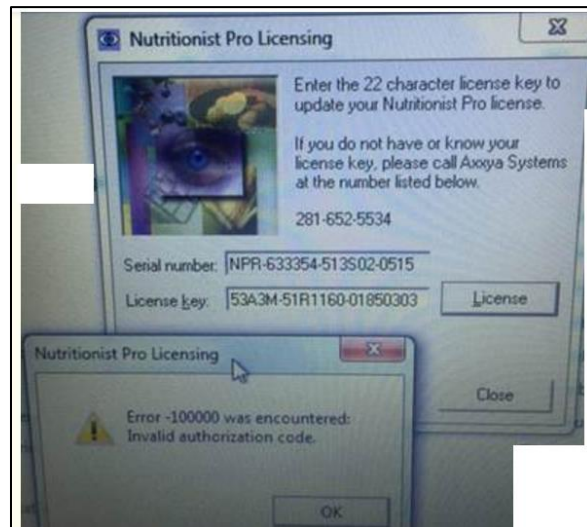 Nutritionist Pro Licensing
Enter the 22 character license key to
update your Nutritionist Pro license.
If you do not have or know your
license key, please call Axxya Systems
at the number listed below.
281-652-5534
Serial number: NPR-633354-513S02-0515
License key: 53A3M-51R1160-01850303 License
Nutritionist Pro Licensing
Close
Error -100000 was encountered:
Invalid authorization code.
OK